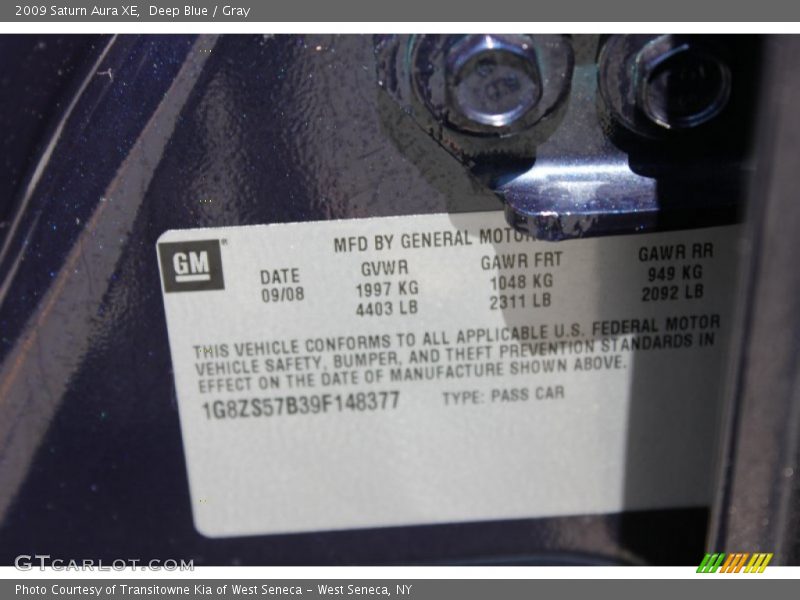 2009 Saturn Aura XE, Deep Blue / Gray
GM
MFD BY GENERAL
DATE GVWR GAWR FRT GAWR RR
09/08 1997 KG 1048 KG 949 KG
4403 LB 2311 LB 2092 LB
THIS VEHICLE CONFORMS TO ALL APPLICABLE U.S. FEDERAL MOTOR
VEHICLE SAFETY, BUMPER, AND THEFT PREVENTION STANDARDS IN
EFFECT ON THE DATE OF MANUFACTURE SHOWN ABOVE.
1G8ZS57B39F148377 TYPE: PASS CAR
GTCARLOT.COM
Photo Courtesy of Transitowne Kia of West Seneca - West Seneca, NY